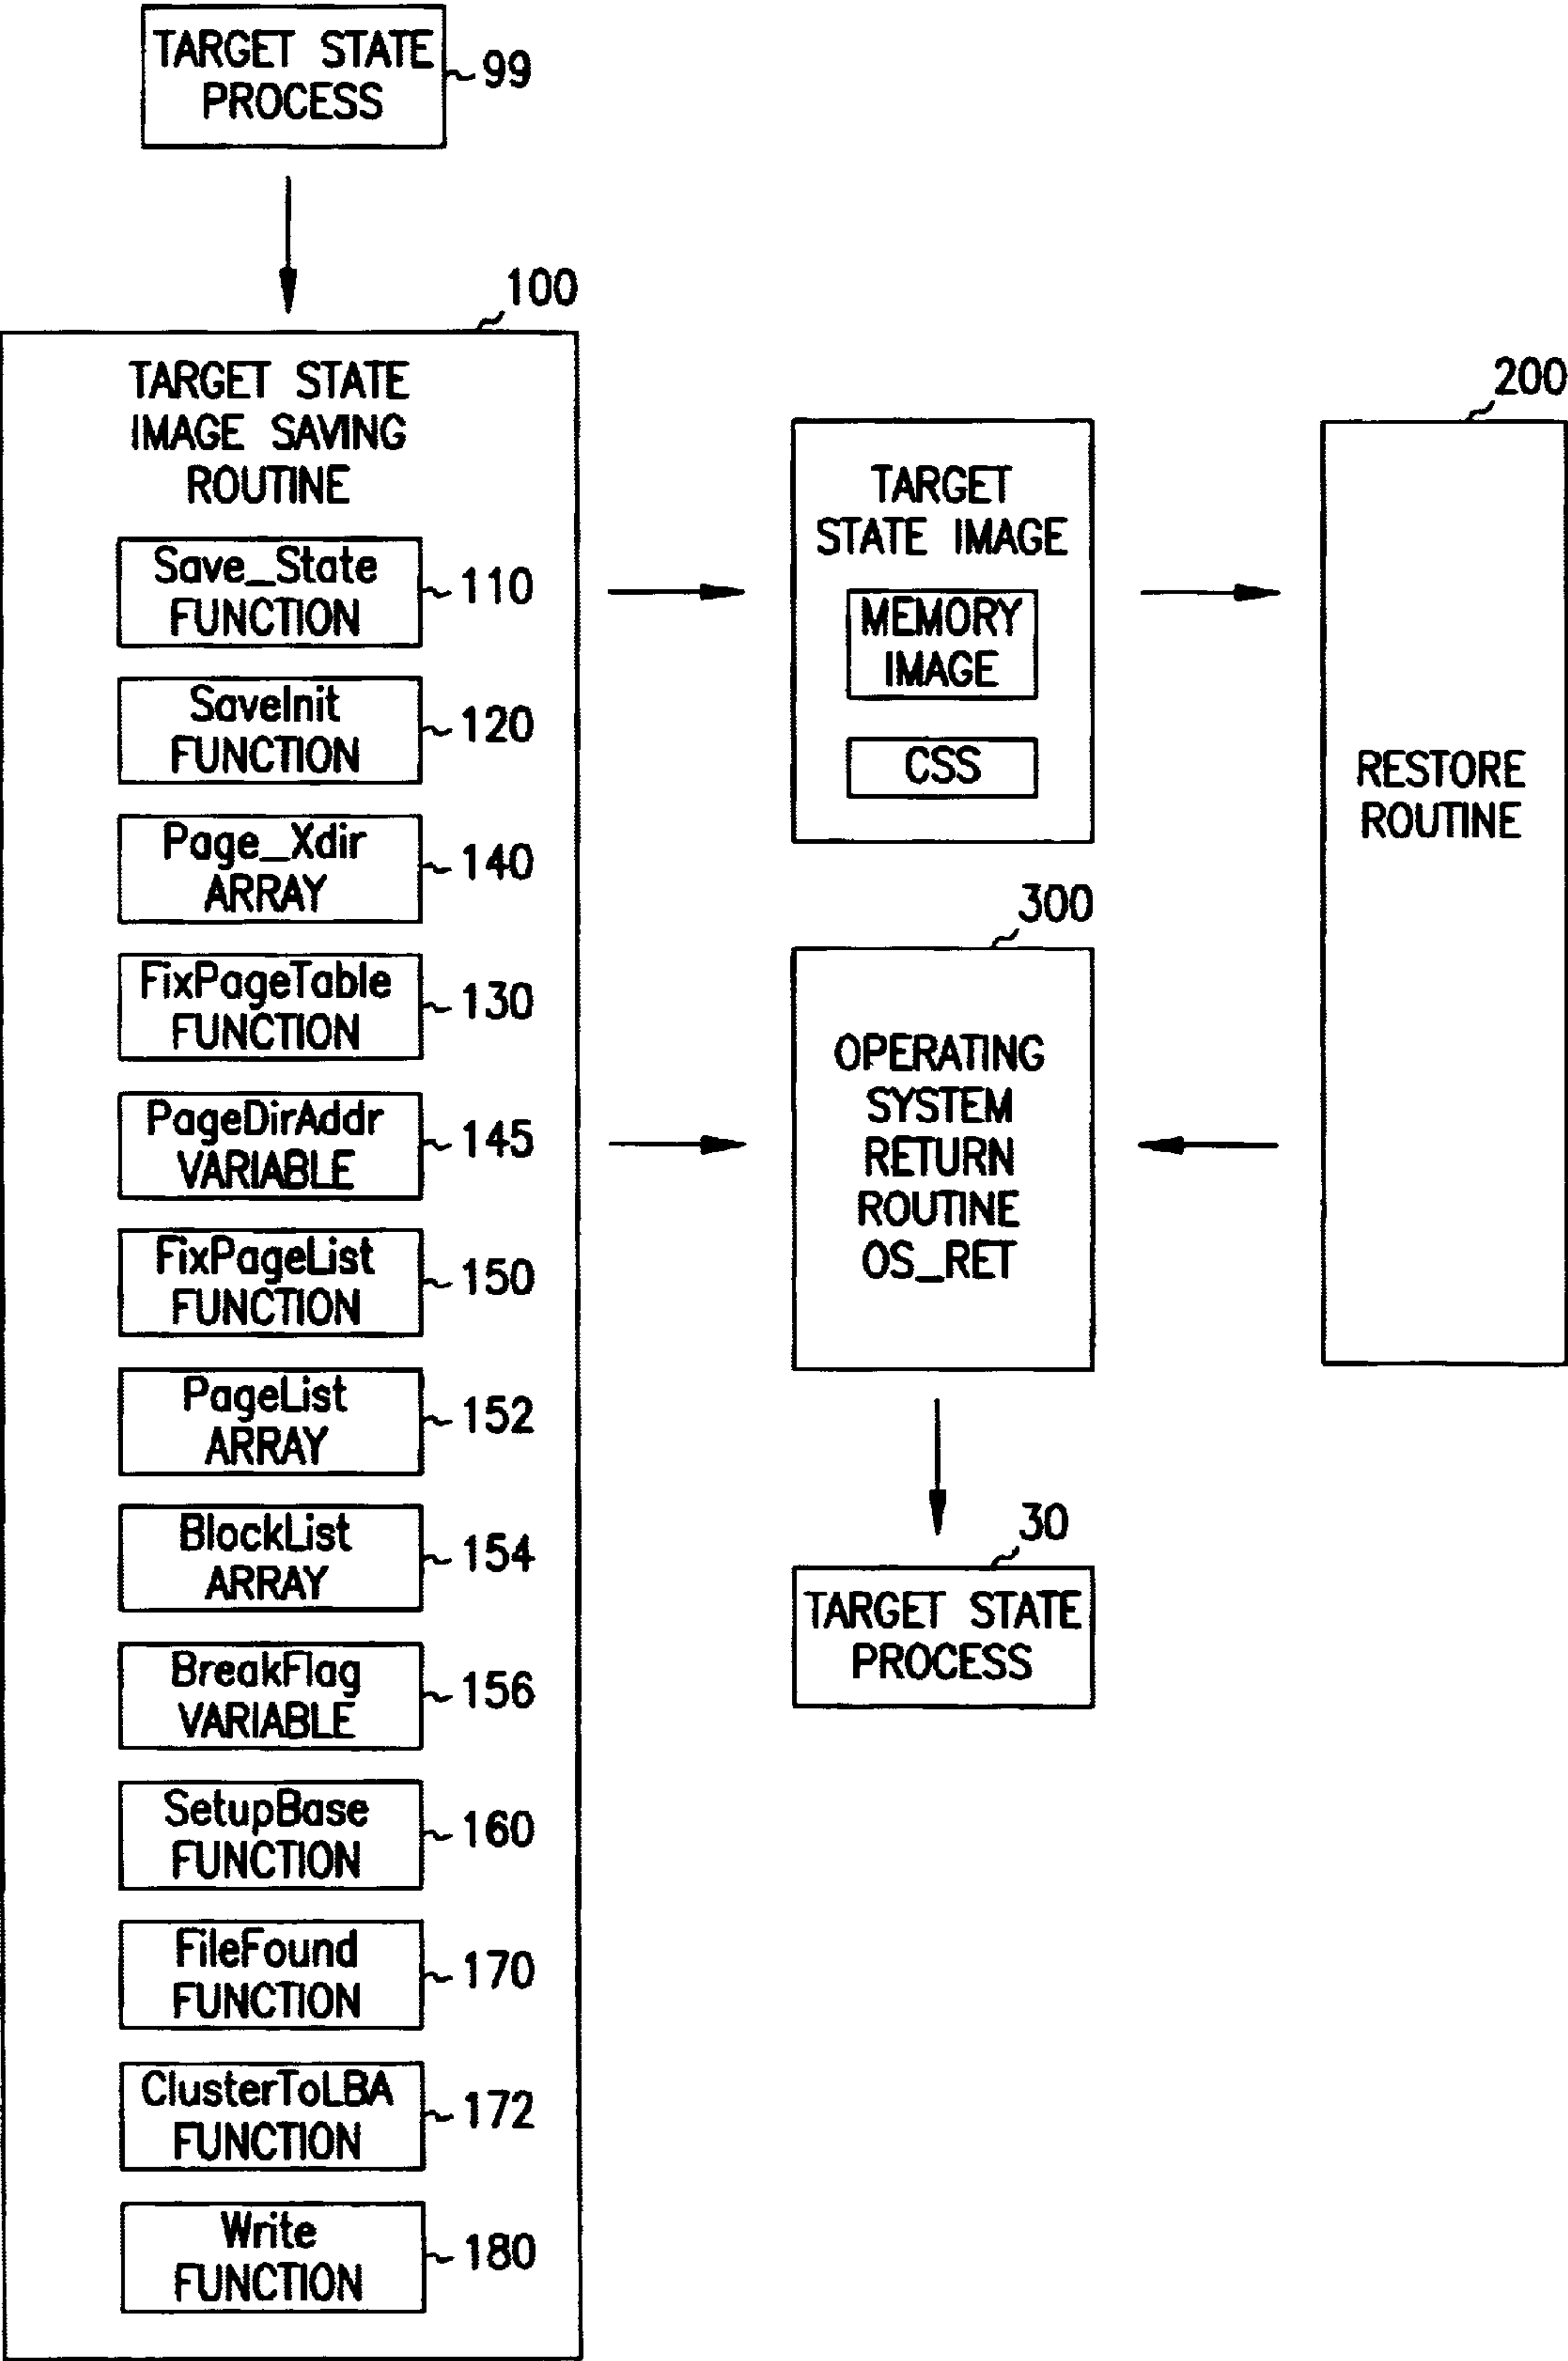 TARGET STATE
PROCESS
99
100
TARGET STATE
IMAGE SAVING
ROUTINE
Save_State
FUNCTION
110
SaveInit
FUNCTION
120
Page_Xdir
ARRAY
140
FixPageTable
FUNCTION
130
PageDirAddr
VARIABLE
145
FixPageList
FUNCTION
150
PageList
ARRAY
152
BlockList
ARRAY
154
BreakFlag
VARIABLE
156
SetupBase
FUNCTION
160
FileFound
FUNCTION
170
ClusterToLBA
FUNCTION
172
Write
FUNCTION
180
TARGET
STATE IMAGE
MEMORY
IMAGE
CSS
300
OPERATING
SYSTEM
RETURN
ROUTINE
OS_RET
30
TARGET STATE
PROCESS
200
RESTORE
ROUTINE